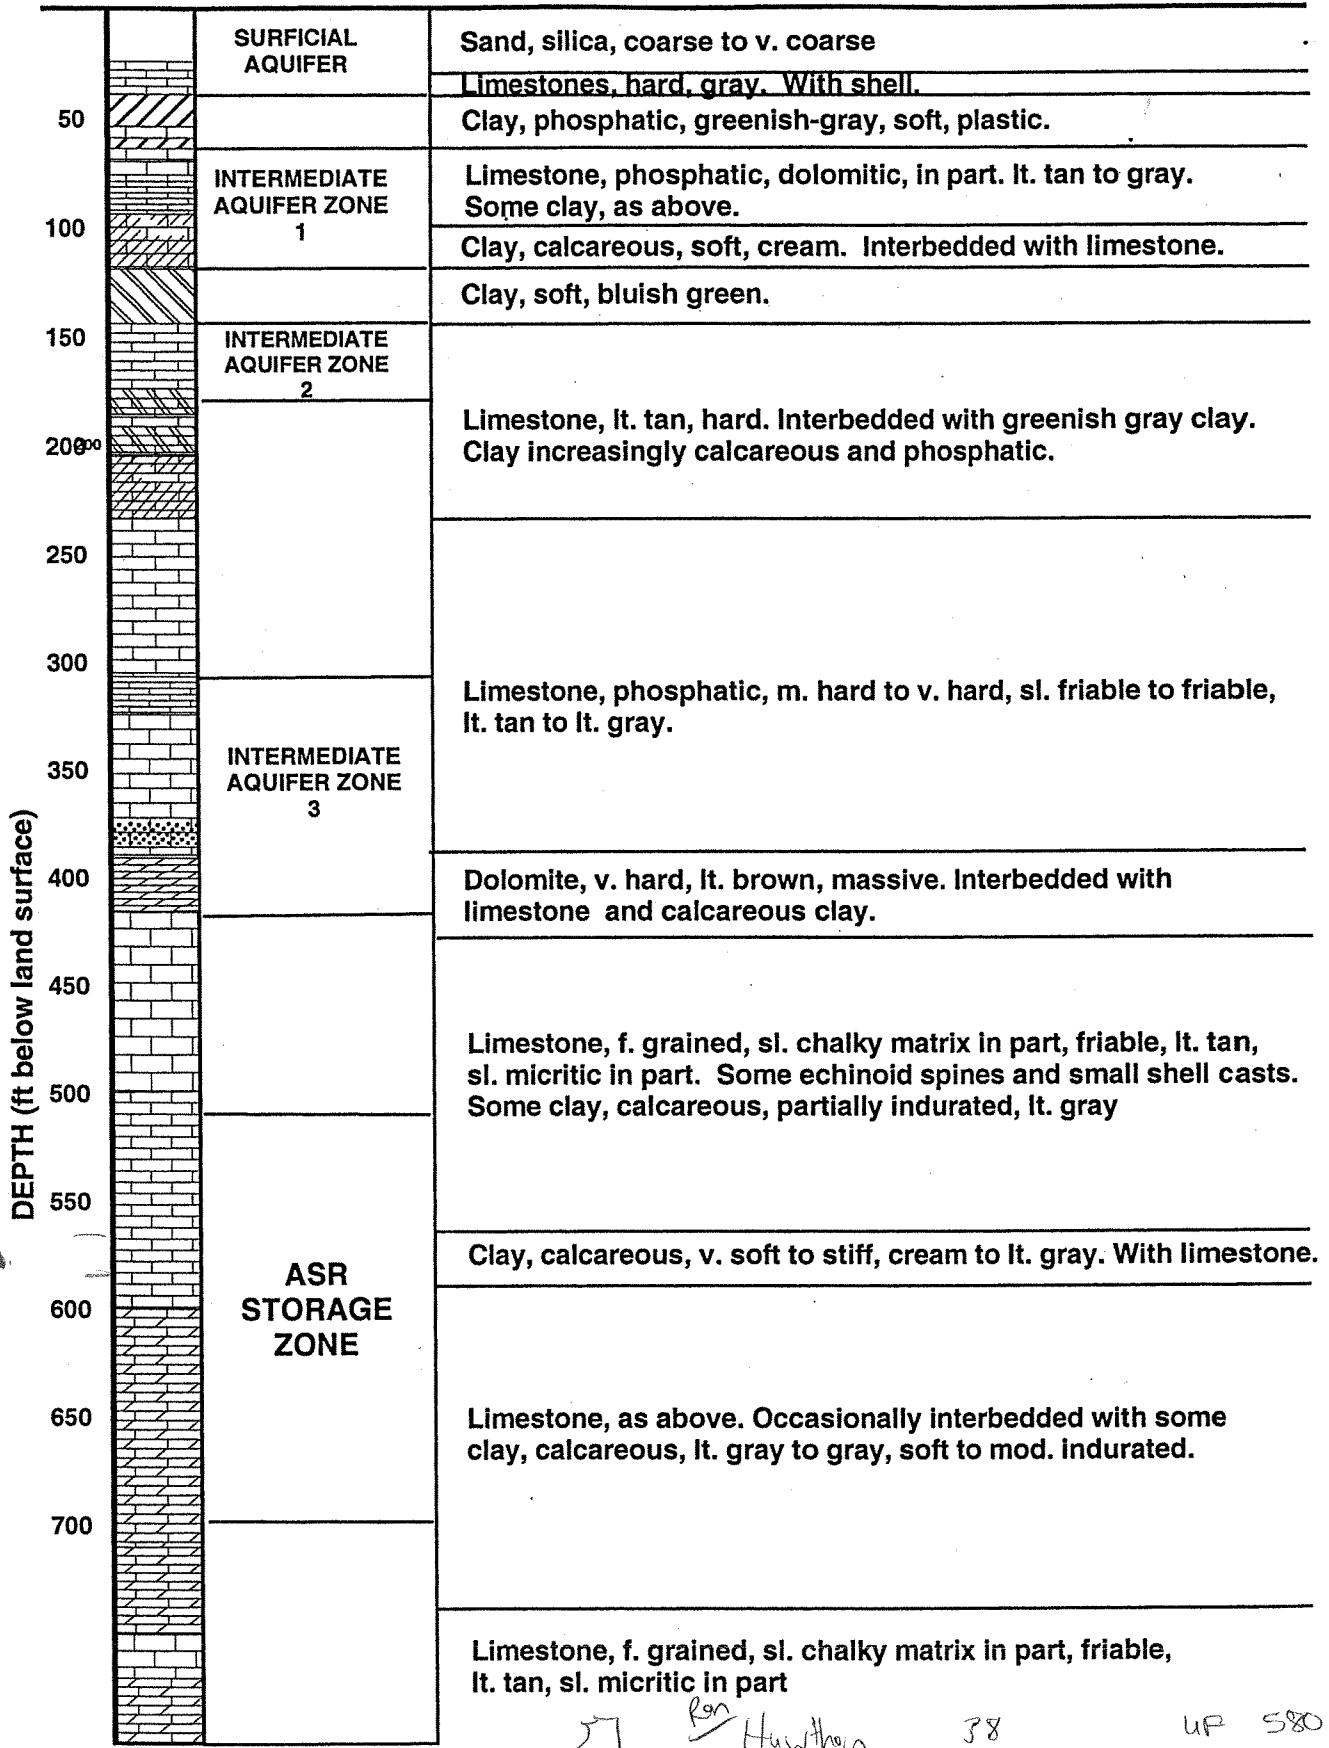 SURFICIAL
AQUIFER
Sand, silica, coarse to v. coarse
Limestones, hard, gray. With shell.
50
Clay, phosphatic, greenish-gray, soft, plastic.
INTERMEDIATE
AQUIFER ZONE
1
Limestone, phosphatic, dolomitic, in part. lt. tan to gray.
Some clay, as above.
100
Clay, calcareous, soft, cream. Interbedded with limestone.
Clay, soft, bluish green.
150
INTERMEDIATE
AQUIFER ZONE
2
Limestone, lt. tan, hard. Interbedded with greenish gray clay.
Clay increasingly calcareous and phosphatic.
200
250
300
Limestone, phosphatic, m. hard to v. hard, sl. friable to friable,
lt. tan to lt. gray.
INTERMEDIATE
AQUIFER ZONE
3
350
DEPTH (ft below land surface)
400
Dolomite, v. hard, lt. brown, massive. Interbedded with
limestone and calcareous clay.
450
Limestone, f. grained, sl. chalky matrix in part, friable, lt. tan,
sl. micritic in part. Some echinoid spines and small shell casts.
Some clay, calcareous, partially indurated, lt. gray
500
550
Clay, calcareous, v. soft to stiff, cream to lt. gray. With limestone.
ASR
STORAGE
ZONE
600
650
Limestone, as above. Occasionally interbedded with some
clay, calcareous, lt. gray to gray, soft to mod. indurated.
700
Limestone, f. grained, sl. chalky matrix in part, friable,
lt. tan, sl. micritic in part
Ron
38
UP 580